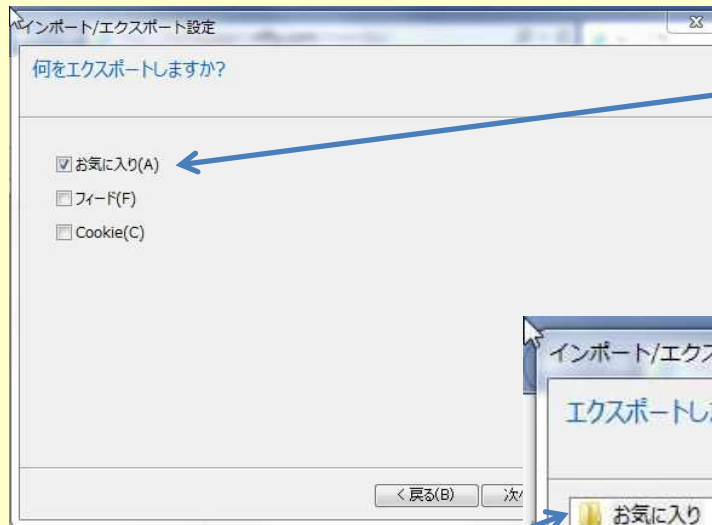 インポート/エクスポート設定
何をエクスポートしますか?
お気に入り(A)
フィード(F)
Cookie(C)
< 戻る(B)
次へ
インポート/エクス
エクスポートし
お気に入り